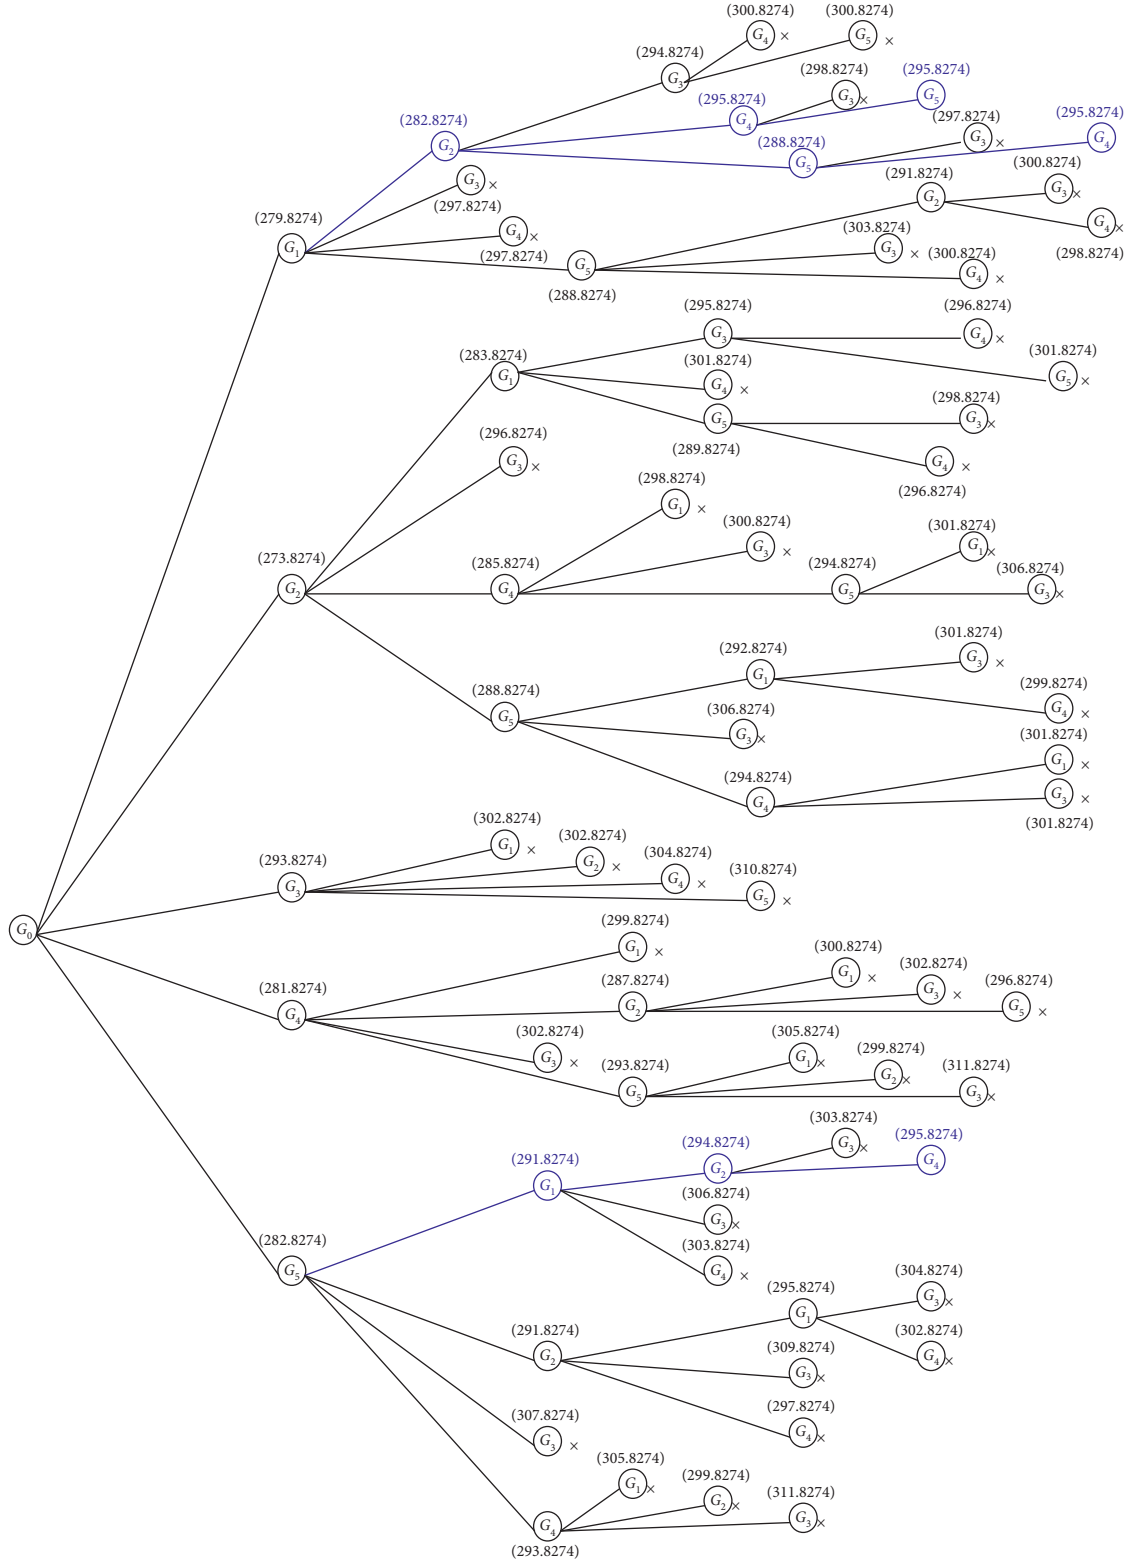 (300.8274) (300.8274)
G4 × G5 ×
(294.8274)
G3
(298.8274) (295.8274)
G3 × G5
(295.8274)
G4
(282.8274)
G2
(297.8274) (295.8274)
G3 × G4
(288.8274)
G5
G3 ×
(297.8274)
(291.8274) (300.8274)
G2 G3 ×
(279.8274)
G1
G4 ×
(297.8274)
(303.8274)
G3 ×
G4 ×
(298.8274)
G5
(288.8274)
(300.8274)
G4 ×
(295.8274) (296.8274)
G3 G4 ×
(283.8274)
G1
(301.8274)
G4 ×
(301.8274)
G5 ×
G5
(289.8274)
(298.8274)
G3 ×
(296.8274)
G3 ×
G4 ×
(296.8274)
(298.8274)
G1 ×
(300.8274)
G3 ×
(301.8274)
G1 ×
(273.8274) (285.8274) (294.8274) (306.8274)
G2 G4 G5 G3 ×
(292.8274) (301.8274)
G1 G3 ×
(288.8274)
G5
(299.8274)
G4 ×
(306.8274)
G3 ×
(301.8274)
G1 ×
(294.8274)
G4
G3 ×
(301.8274)
(302.8274)
G1 ×
(302.8274)
G2 ×
(293.8274) (304.8274) (310.8274)
G3 G4 × G5 ×
G0
(299.8274)
G1 ×
(300.8274)
G1 ×
(302.8274)
G3 ×
(281.8274) (287.8274) (296.8274)
G4 G2 G5 ×
(302.8274)
G3 ×
(305.8274)
G1 ×
(299.8274)
G2 ×
(293.8274) (311.8274)
G5 G3 ×
(303.8274)
G3 ×
(294.8274) (295.8274)
G2 G4
(291.8274)
G1
(306.8274)
G3 ×
(282.8274) (303.8274)
G5 G4 ×
(304.8274)
G3 ×
(295.8274)
G1
(291.8274) (302.8274)
G2 G4 ×
(309.8274)
G3 ×
(297.8274)
G4 ×
(307.8274)
G3 ×
(305.8274)
G1 ×
(299.8274)
G2 ×
(311.8274)
G3 ×
G4
(293.8274)